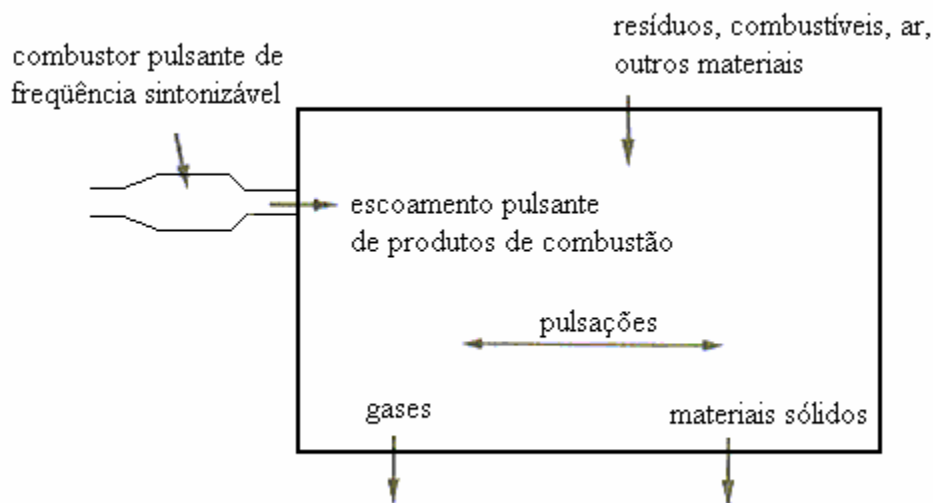 resíduos, combustíveis, ar,
outros materiais
combustor pulsante de
freqüência sintonizável
escoamento pulsante
de produtos de combustão
pulsações
gases
materiais sólidos